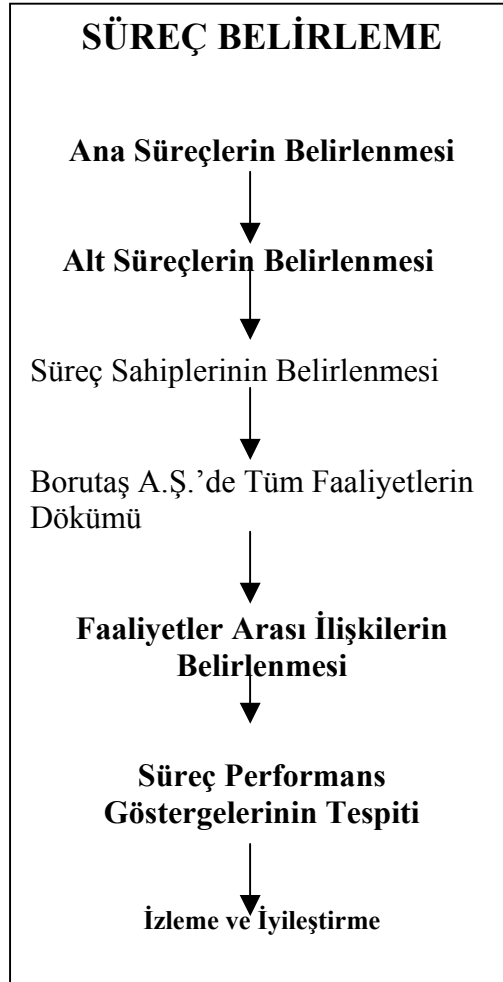 SÜREÇ BELİRLEME
Ana Süreçlerin Belirlenmesi
Alt Süreçlerin Belirlenmesi
Süreç Sahiplerinin Belirlenmesi
Borutaş A.Ş.’de Tüm Faaliyetlerin
Dökümü
Faaliyetler Arası İlişkilerin
Belirlenmesi
Süreç Performans
Göstergelerinin Tespiti
İzleme ve İyileştirme